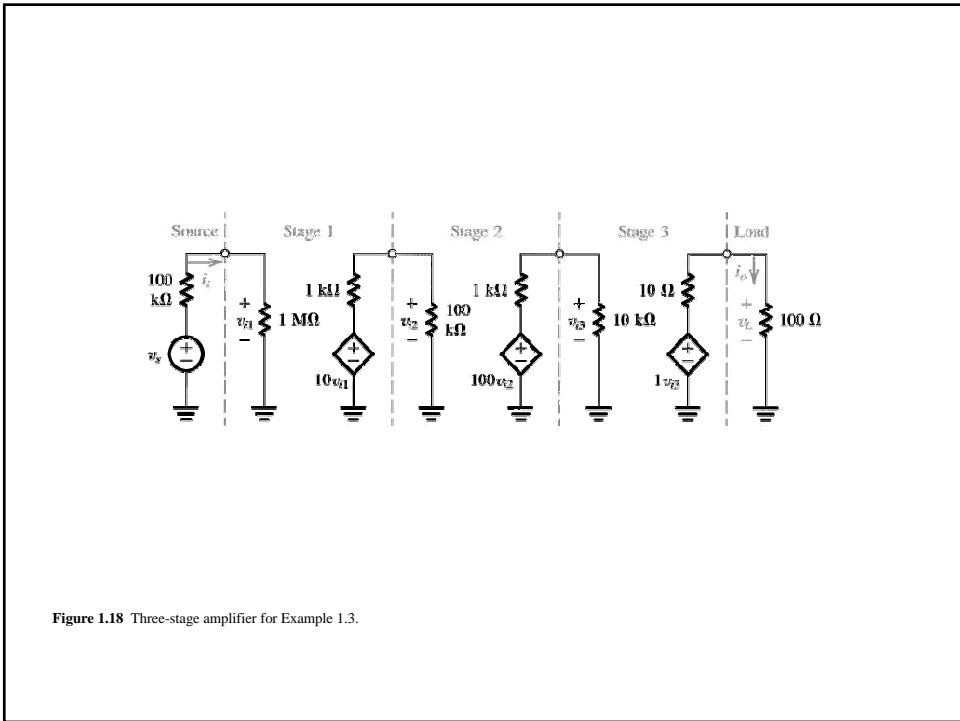 Source Stage 1 Stage 2 Stage 3 Load
100 kΩ
i_i
+
v_i1
−
1 MΩ
v_s
+
−
1 kΩ
+
−
10v_i1
+
v_i2
−
100 kΩ
1 kΩ
+
−
100v_i2
+
v_i3
−
10 kΩ
10 Ω
+
−
1v_i3
i_o
+
v_L
−
100 Ω
Figure 1.18 Three-stage amplifier for Example 1.3.